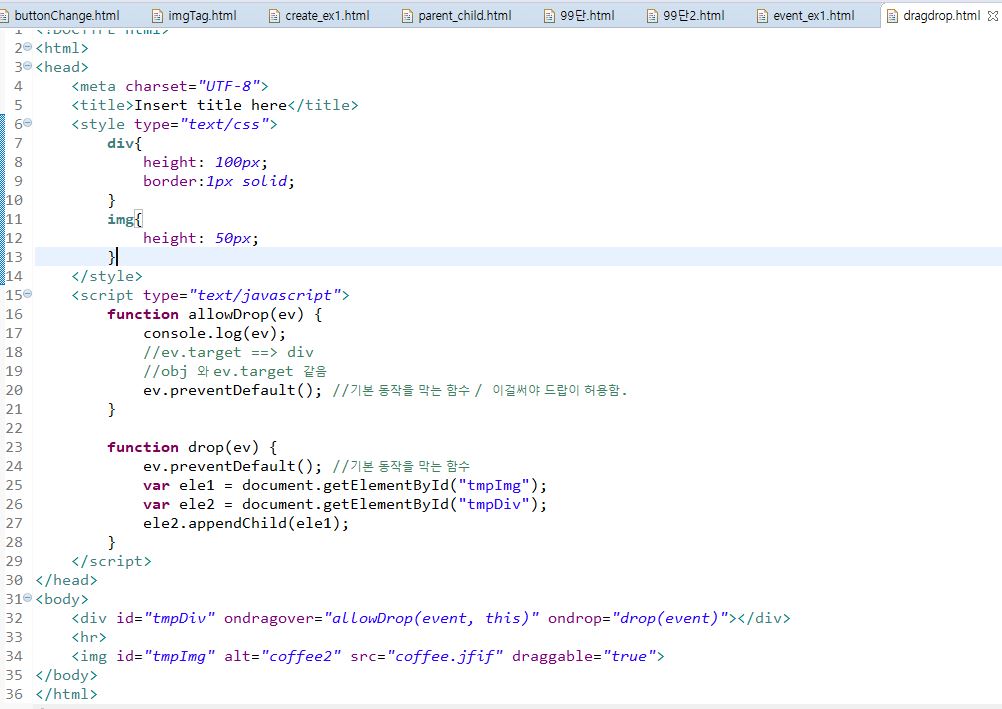 buttonChange.html imgTag.html create_ex1.html parent_child.html 99단.html 99단2.html event_ex1.html dragdrop.html
1 <!DOCTYPE html>
2 <html>
3 <head>
4 <meta charset="UTF-8">
5 <title>Insert title here</title>
6 <style type="text/css">
7 div{
8 height: 100px;
9 border:1px solid;
10 }
11 img{
12 height: 50px;
13 }
14 </style>
15 <script type="text/javascript">
16 function allowDrop(ev) {
17 console.log(ev);
18 //ev.target ==> div
19 //obj 와 ev.target 같음
20 ev.preventDefault(); //기본 동작을 막는 함수 / 이걸써야 드랍이 허용함.
21 }
22
23 function drop(ev) {
24 ev.preventDefault(); //기본 동작을 막는 함수
25 var ele1 = document.getElementById("tmpImg");
26 var ele2 = document.getElementById("tmpDiv");
27 ele2.appendChild(ele1);
28 }
29 </script>
30 </head>
31 <body>
32 <div id="tmpDiv" ondragover="allowDrop(event, this)" ondrop="drop(event)"></div>
33 <hr>
34 <img id="tmpImg" alt="coffee2" src="coffee.jfif" draggable="true">
35 </body>
36 </html>